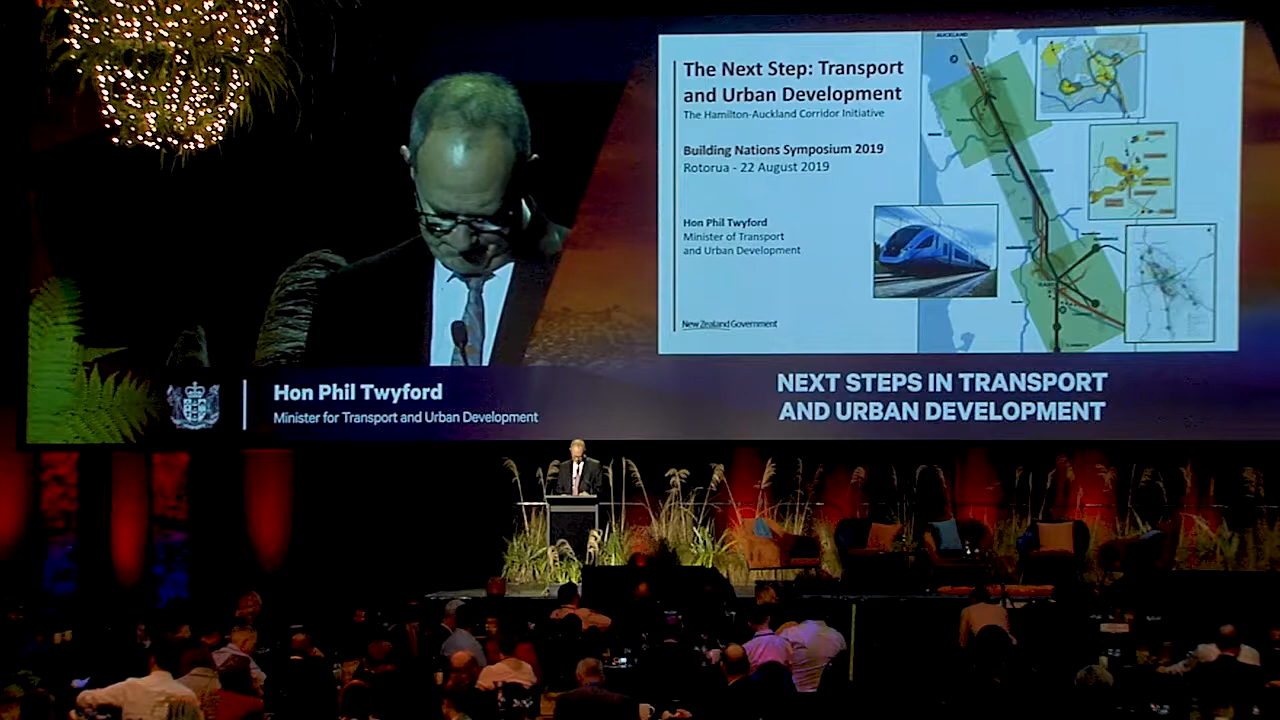 The Next Step: Transport
and Urban Development
The Hamilton-Auckland Corridor Initiative
Building Nations Symposium 2019
Rotorua - 22 August 2019
Hon Phil Twyford
Minister of Transport
and Urban Development
New Zealand Government
AUCKLAND
Hon Phil Twyford
Minister for Transport and Urban Development
NEXT STEPS IN TRANSPORT
AND URBAN DEVELOPMENT